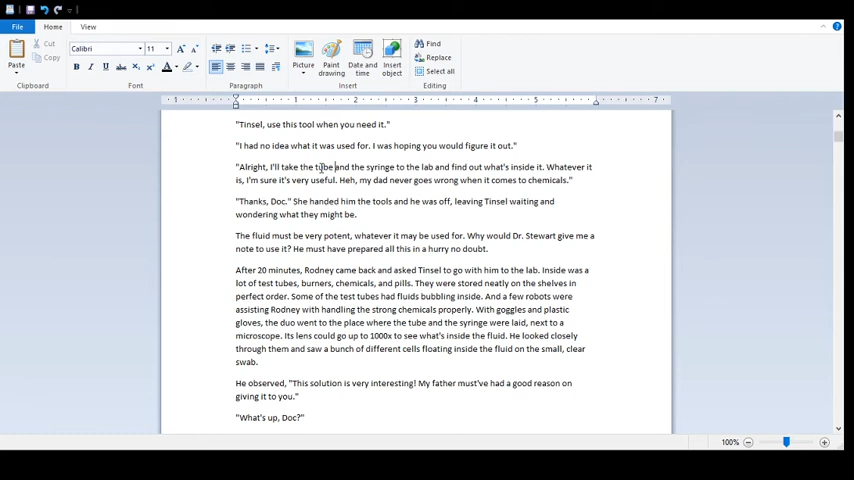 File Home View
Paste Cut Copy Clipboard
Calibri 11
B I U abc X₂ X² A
Font
Paragraph
Picture Paint drawing Date and time Insert object
Insert
Find
Replace
Select all
Editing
1 1 2 3 4 5 6 7
"Tinsel, use this tool when you need it."
"I had no idea what it was used for. I was hoping you would figure it out."
"Alright, I'll take the tube and the syringe to the lab and find out what's inside it. Whatever it
is, I'm sure it's very useful. Heh, my dad never goes wrong when it comes to chemicals."
"Thanks, Doc." She handed him the tools and he was off, leaving Tinsel waiting and
wondering what they might be.
The fluid must be very potent, whatever it may be used for. Why would Dr. Stewart give me a
note to use it? He must have prepared all this in a hurry no doubt.
After 20 minutes, Rodney came back and asked Tinsel to go with him to the lab. Inside was a
lot of test tubes, burners, chemicals, and pills. They were stored neatly on the shelves in
perfect order. Some of the test tubes had fluids bubbling inside. And a few robots were
assisting Rodney with handling the strong chemicals properly. With goggles and plastic
gloves, the duo went to the place where the tube and the syringe were laid, next to a
microscope. Its lens could go up to 1000x to see what's inside the fluid. He looked closely
through them and saw a bunch of different cells floating inside the fluid on the small, clear
swab.
He observed, "This solution is very interesting! My father must've had a good reason on
giving it to you."
"What's up, Doc?"
100%